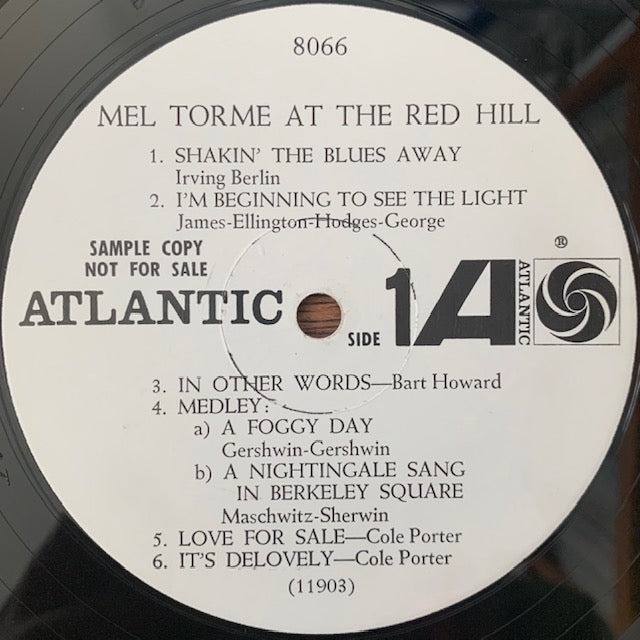 8066
MEL TORME AT THE RED HILL
1. SHAKIN' THE BLUES AWAY
Irving Berlin
2. I'M BEGINNING TO SEE THE LIGHT
James-Ellington-Hodges-George
SAMPLE COPY
NOT FOR SALE
ATLANTIC
SIDE 1
A
ATLANTIC
®
3. IN OTHER WORDS—Bart Howard
4. MEDLEY:
a) A FOGGY DAY
Gershwin-Gershwin
b) A NIGHTINGALE SANG
IN BERKELEY SQUARE
Maschwitz-Sherwin
5. LOVE FOR SALE—Cole Porter
6. IT'S DELOVELY—Cole Porter
(11903)